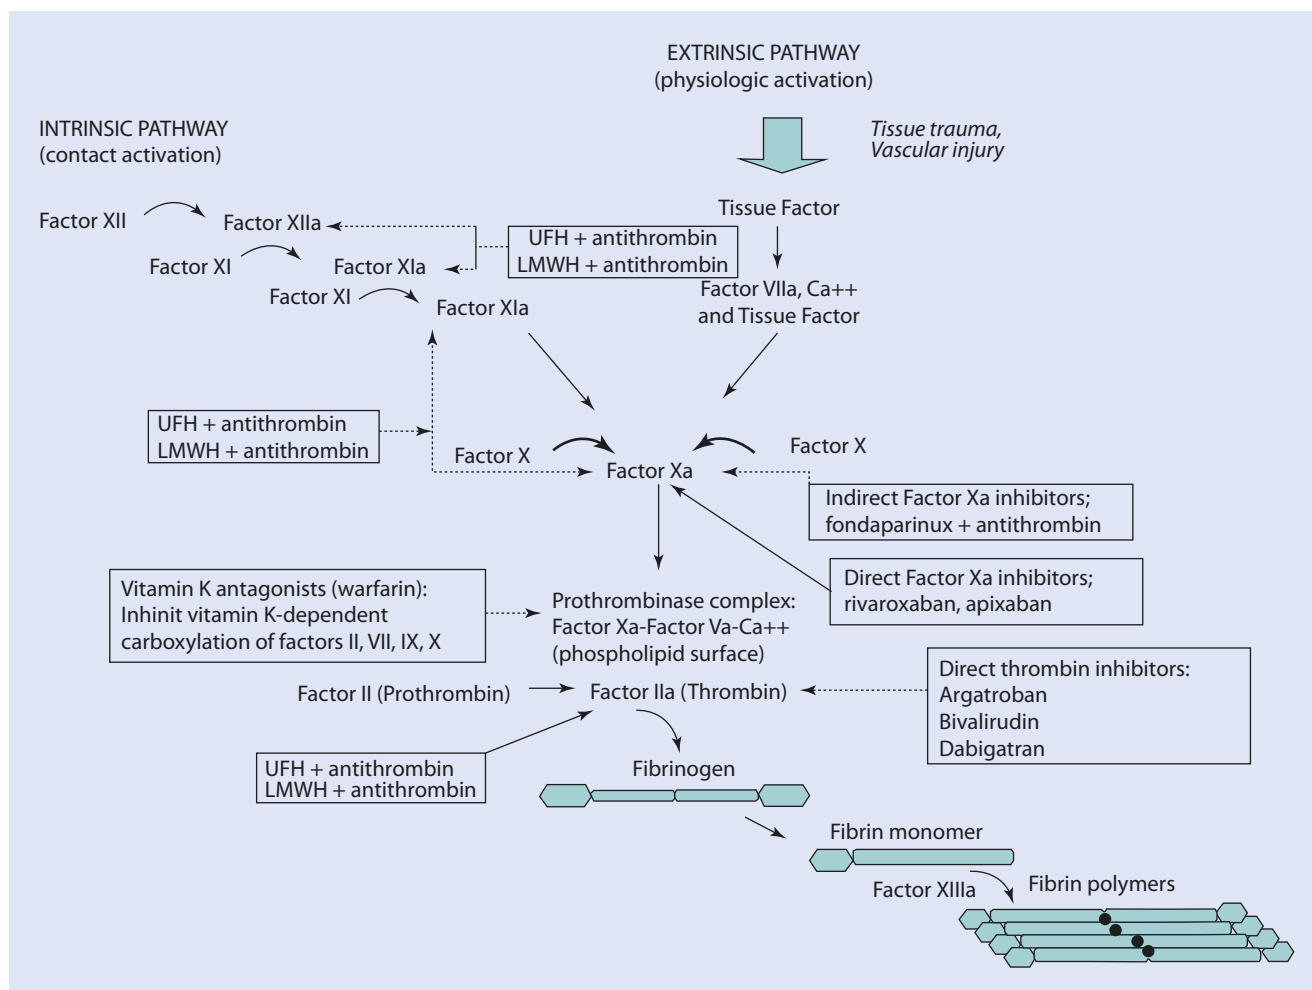 EXTRINSIC PATHWAY
(physiologic activation)
INTRINSIC PATHWAY
(contact activation)
Tissue trauma,
Vascular injury
Factor XII
Factor XIIa
Tissue Factor
UFH + antithrombin
LMWH + antithrombin
Factor XI
Factor XIa
Factor XI
Factor XIa
Factor VIIa, Ca++
and Tissue Factor
UFH + antithrombin
LMWH + antithrombin
Factor X
Factor Xa
Factor X
Indirect Factor Xa inhibitors;
fondaparinux + antithrombin
Direct Factor Xa inhibitors;
rivaroxaban, apixaban
Vitamin K antagonists (warfarin):
Inhinit vitamin K-dependent
carboxylation of factors II, VII, IX, X
Prothrombinase complex:
Factor Xa-Factor Va-Ca++
(phospholipid surface)
Factor II (Prothrombin)
Factor IIa (Thrombin)
Direct thrombin inhibitors:
Argatroban
Bivalirudin
Dabigatran
UFH + antithrombin
LMWH + antithrombin
Fibrinogen
Fibrin monomer
Factor XIIIa
Fibrin polymers